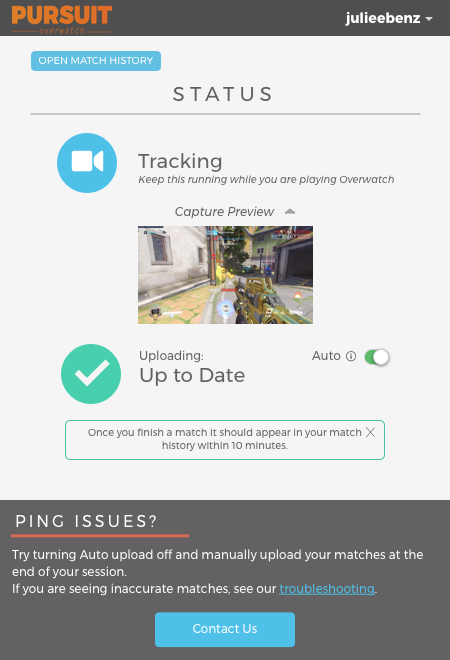 PURSUIT
overwatch
julieebenz
OPEN MATCH HISTORY
STATUS
Tracking
Keep this running while you are playing Overwatch
Capture Preview
Uploading:
Up to Date
Auto
Once you finish a match it should appear in your match
history within 10 minutes.
PING ISSUES?
Try turning Auto upload off and manually upload your matches at the
end of your session.
If you are seeing inaccurate matches, see our troubleshooting.
Contact Us